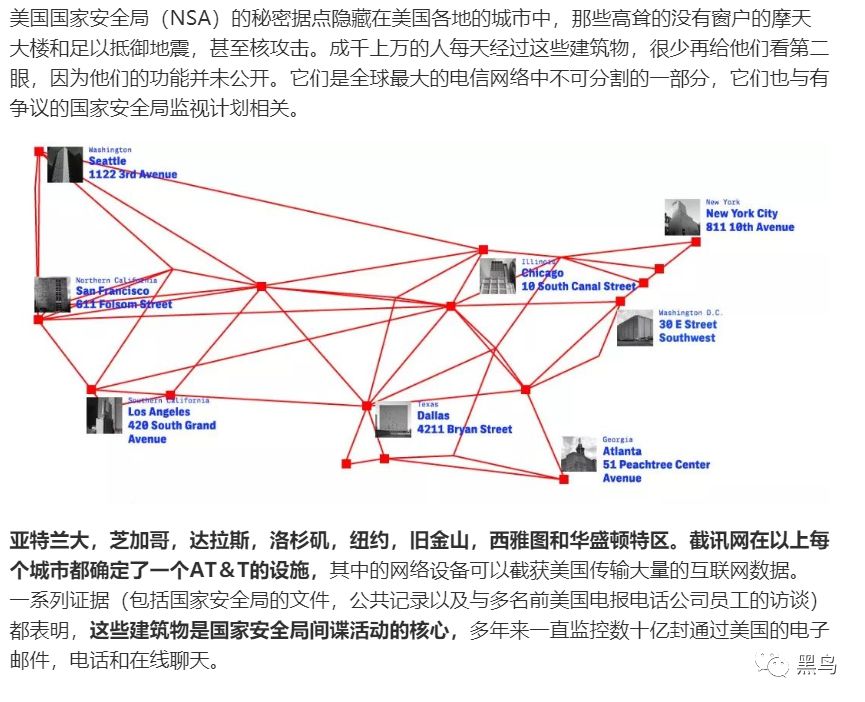 美国国家安全局（NSA）的秘密据点隐藏在美国各地的城市中，那些高耸的没有窗户的摩天
大楼和足以抵御地震，甚至核攻击。成千上万的人每天经过这些建筑物，很少再给他们看第二
眼，因为他们的功能并未公开。它们是全球最大的电信网络中不可分割的一部分，它们也与有
争议的国家安全局监视计划相关。
Washington
Seattle
1122 3rd Avenue
New York
New York City
811 10th Avenue
Illinois
Chicago
10 South Canal Street
Northern California
San Francisco
611 Folsom Street
Washington D.C.
30 E Street
Southwest
Southern California
Los Angeles
420 South Grand
Avenue
Texas
Dallas
4211 Bryan Street
Georgia
Atlanta
51 Peachtree Center
Avenue
亚特兰大，芝加哥，达拉斯，洛杉矶，纽约，旧金山，西雅图和华盛顿特区。截讯网在以上每
个城市都确定了一个AT＆T的设施，其中的网络设备可以截获美国传输大量的互联网数据。
一系列证据（包括国家安全局的文件，公共记录以及与多名前美国电报电话公司员工的访谈）
都表明，这些建筑物是国家安全局间谍活动的核心，多年来一直监控数十亿封通过美国的电子
邮件，电话和在线聊天。
黑鸟